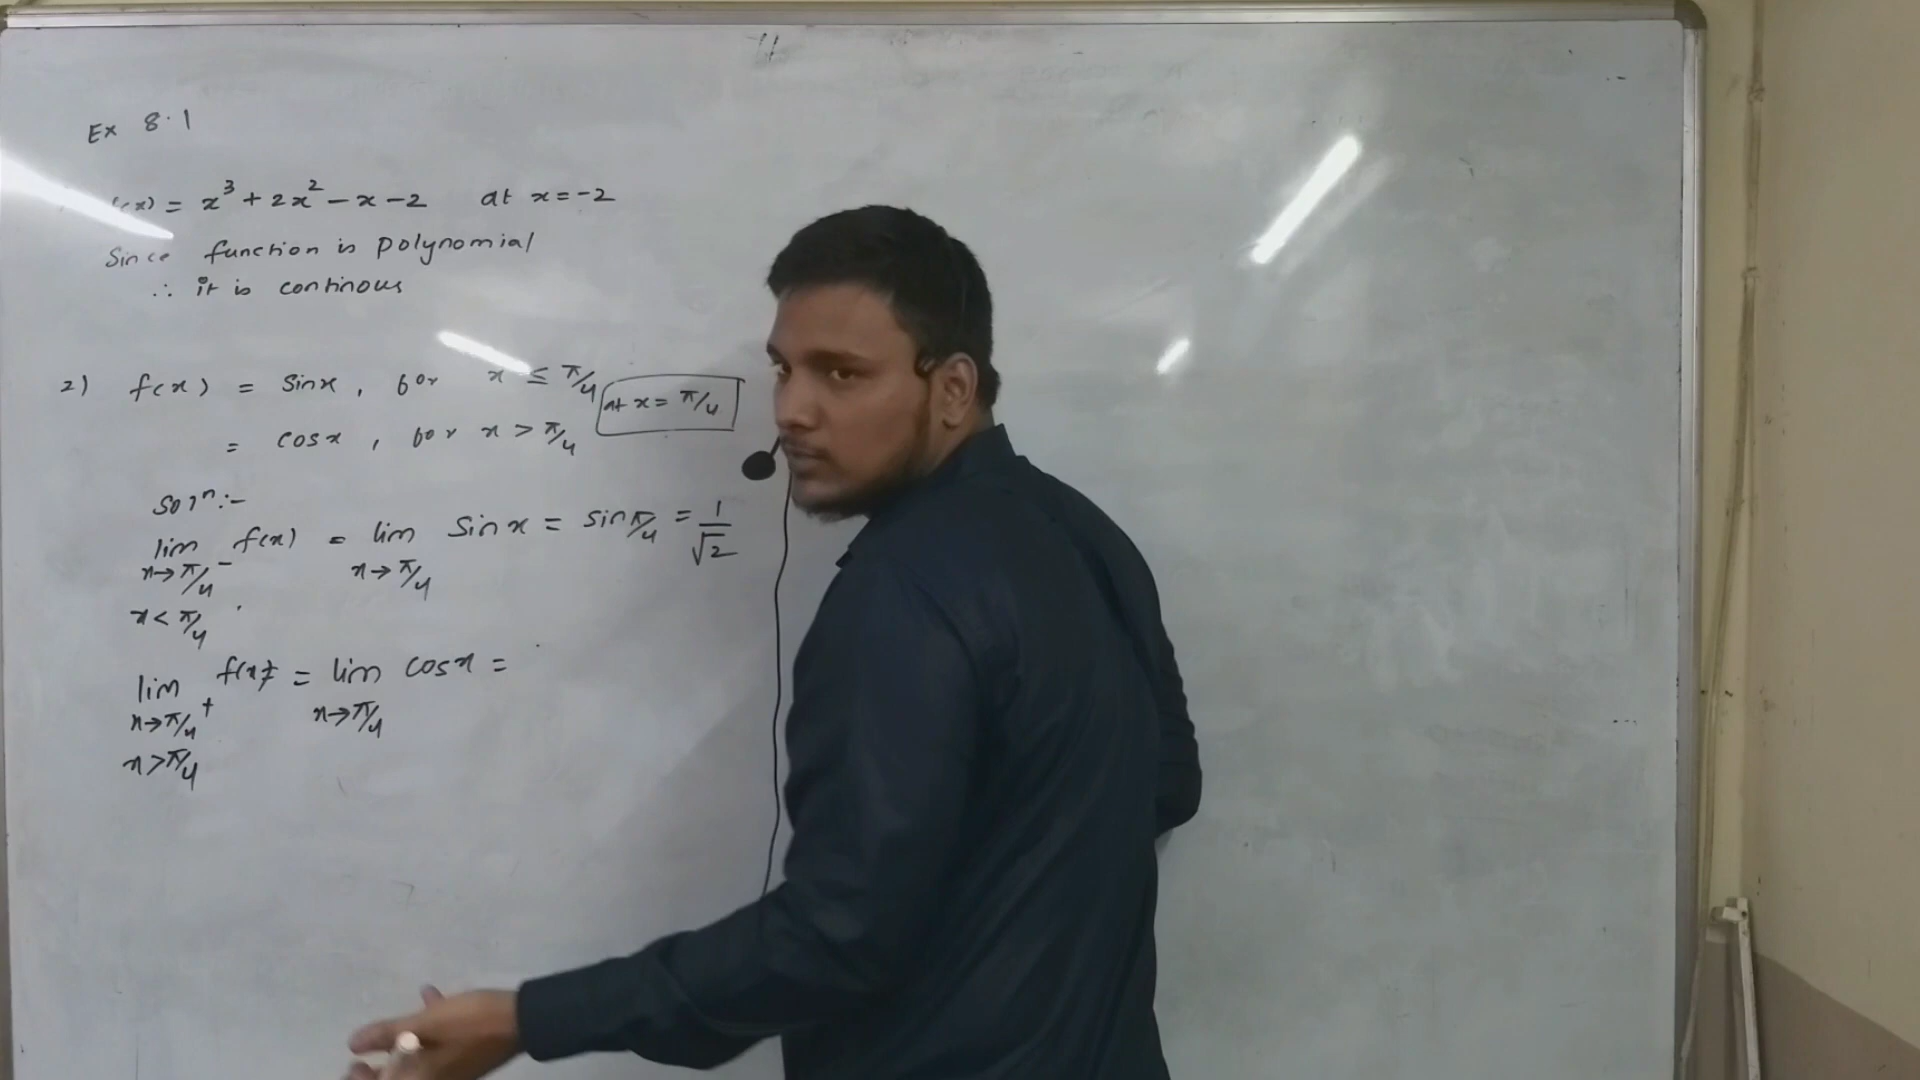 Ex 8.1
f(x) = x³ + 2x² - x - 2 at x = -2
Since function is polynomial
∴ it is continous
2) f(x) = sinx, for x ≤ π/4
at x = π/4
= cosx, for x > π/4
Solⁿ:-
lim f(x) = lim sinx = sinπ/4 = 1/√2
x→π/4⁻ x→π/4
x < π/4
lim f(x) = lim cosx =
x→π/4⁺ x→π/4
x > π/4